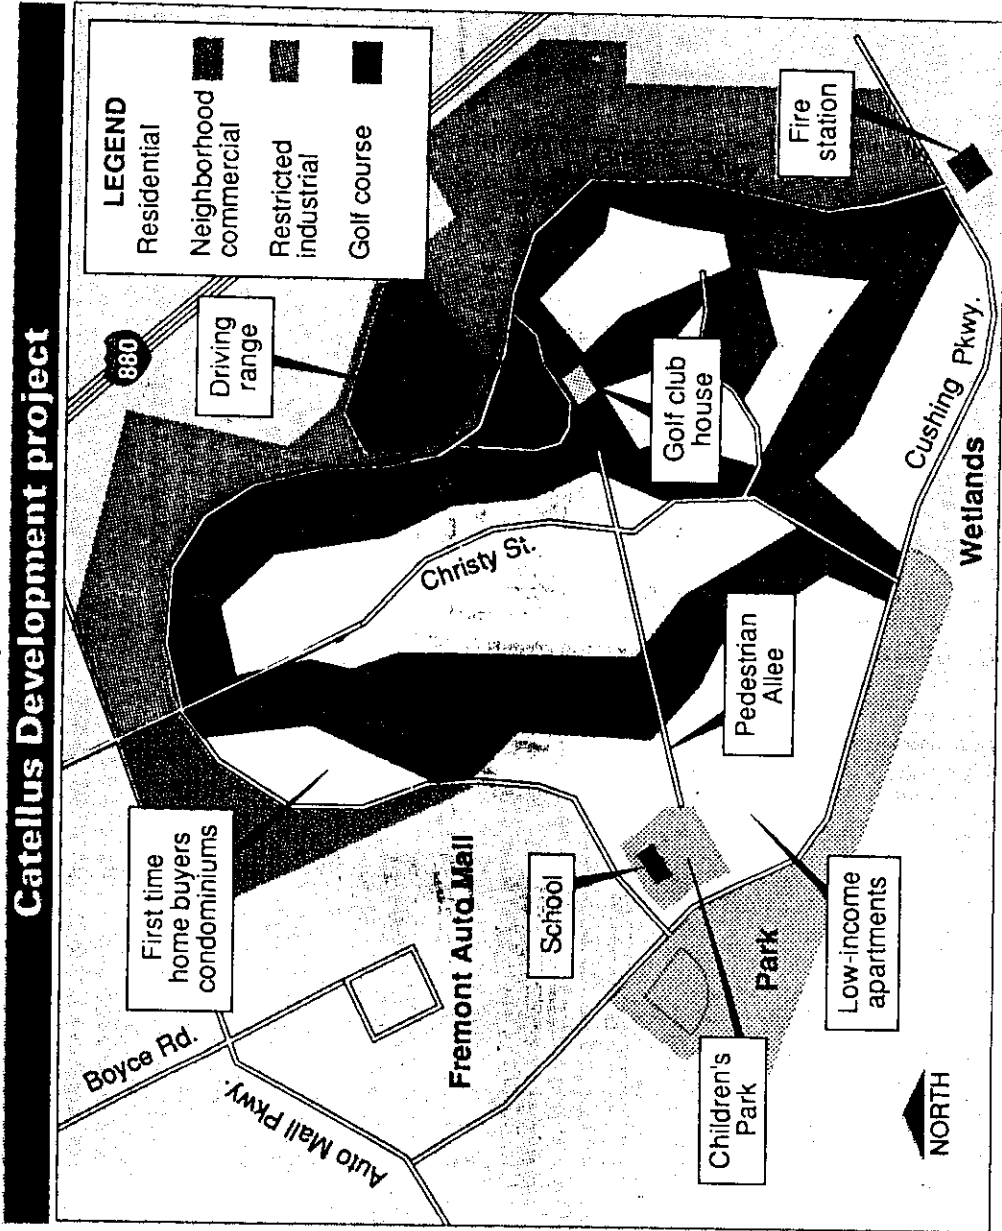 Catellus Development project
LEGEND
Residential
Neighborhood
commercial
Restricted
industrial
Golf course
880
Driving
range
Fire
station
First time
home buyers
condominiums
Boyce Rd.
Auto Mall Pkwy.
Fremont Auto Mall
Christy St.
Golf club
house
School
Pedestrian
Allee
Cushing Pkwy.
Wetlands
Park
Children's
Park
Low-income
apartments
NORTH